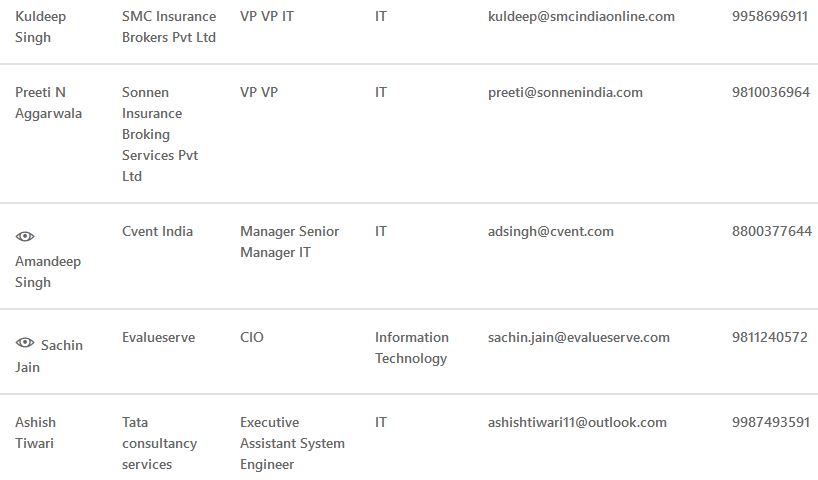 Kuldeep SMC Insurance VP VP IT IT kuldeep@smcindiaonline.com 9958696911
Singh Brokers Pvt Ltd
Preeti N Sonnen VP VP IT preeti@sonnenindia.com 9810036964
Aggarwala Insurance
Broking
Services Pvt
Ltd
Cvent India Manager Senior IT adsingh@cvent.com 8800377644
Manager IT
Amandeep
Singh
Evalueserve CIO Information sachin.jain@evalueserve.com 9811240572
Sachin Technology
Jain
Ashish Tata Executive IT ashishtiwari11@outlook.com 9987493591
Tiwari consultancy Assistant System
services Engineer